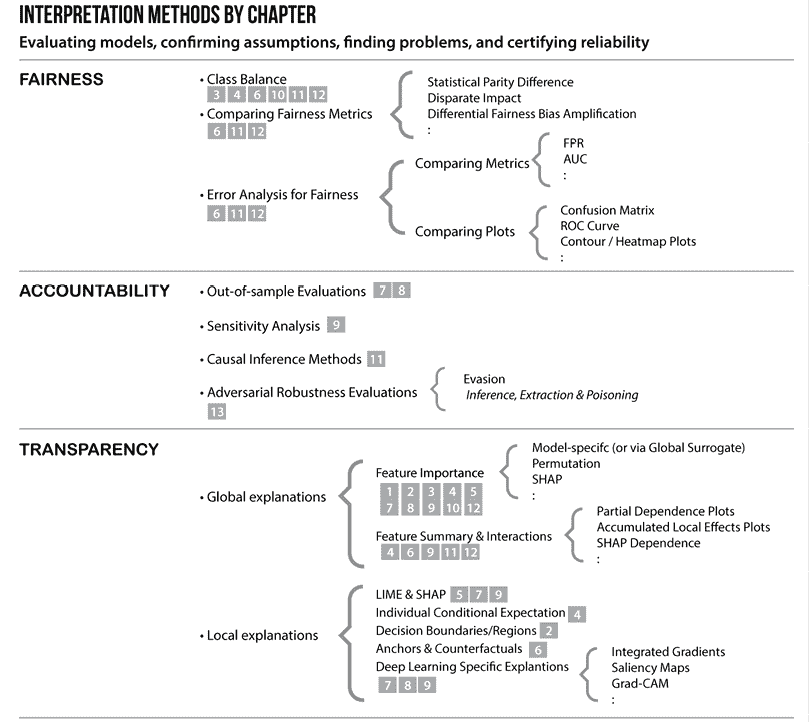 INTERPRETATION METHODS BY CHAPTER
Evaluating models, confirming assumptions, finding problems, and certifying reliability
FAIRNESS
• Class Balance
3 4 6 10 11 12
• Comparing Fairness Metrics
6 11 12
Statistical Parity Difference
Disparate Impact
Differential Fairness Bias Amplification
:
• Error Analysis for Fairness
6 11 12
Comparing Metrics
FPR
AUC
:
Comparing Plots
Confusion Matrix
ROC Curve
Contour / Heatmap Plots
:
ACCOUNTABILITY
• Out-of-sample Evaluations 7 8
• Sensitivity Analysis 9
• Causal Inference Methods 11
• Adversarial Robustness Evaluations
13
Evasion
Inference, Extraction & Poisoning
TRANSPARENCY
• Global explanations
Feature Importance
1 2 3 4 5
7 8 9 10 12
Model-specifc (or via Global Surrogate)
Permutation
SHAP
:
Feature Summary & Interactions
4 6 9 11 12
Partial Dependence Plots
Accumulated Local Effects Plots
SHAP Dependence
:
• Local explanations
LIME & SHAP 5 7 9
Individual Conditional Expectation 4
Decision Boundaries/Regions 2
Anchors & Counterfactuals 6
Deep Learning Specific Explantions
7 8 9
Integrated Gradients
Saliency Maps
Grad-CAM
: